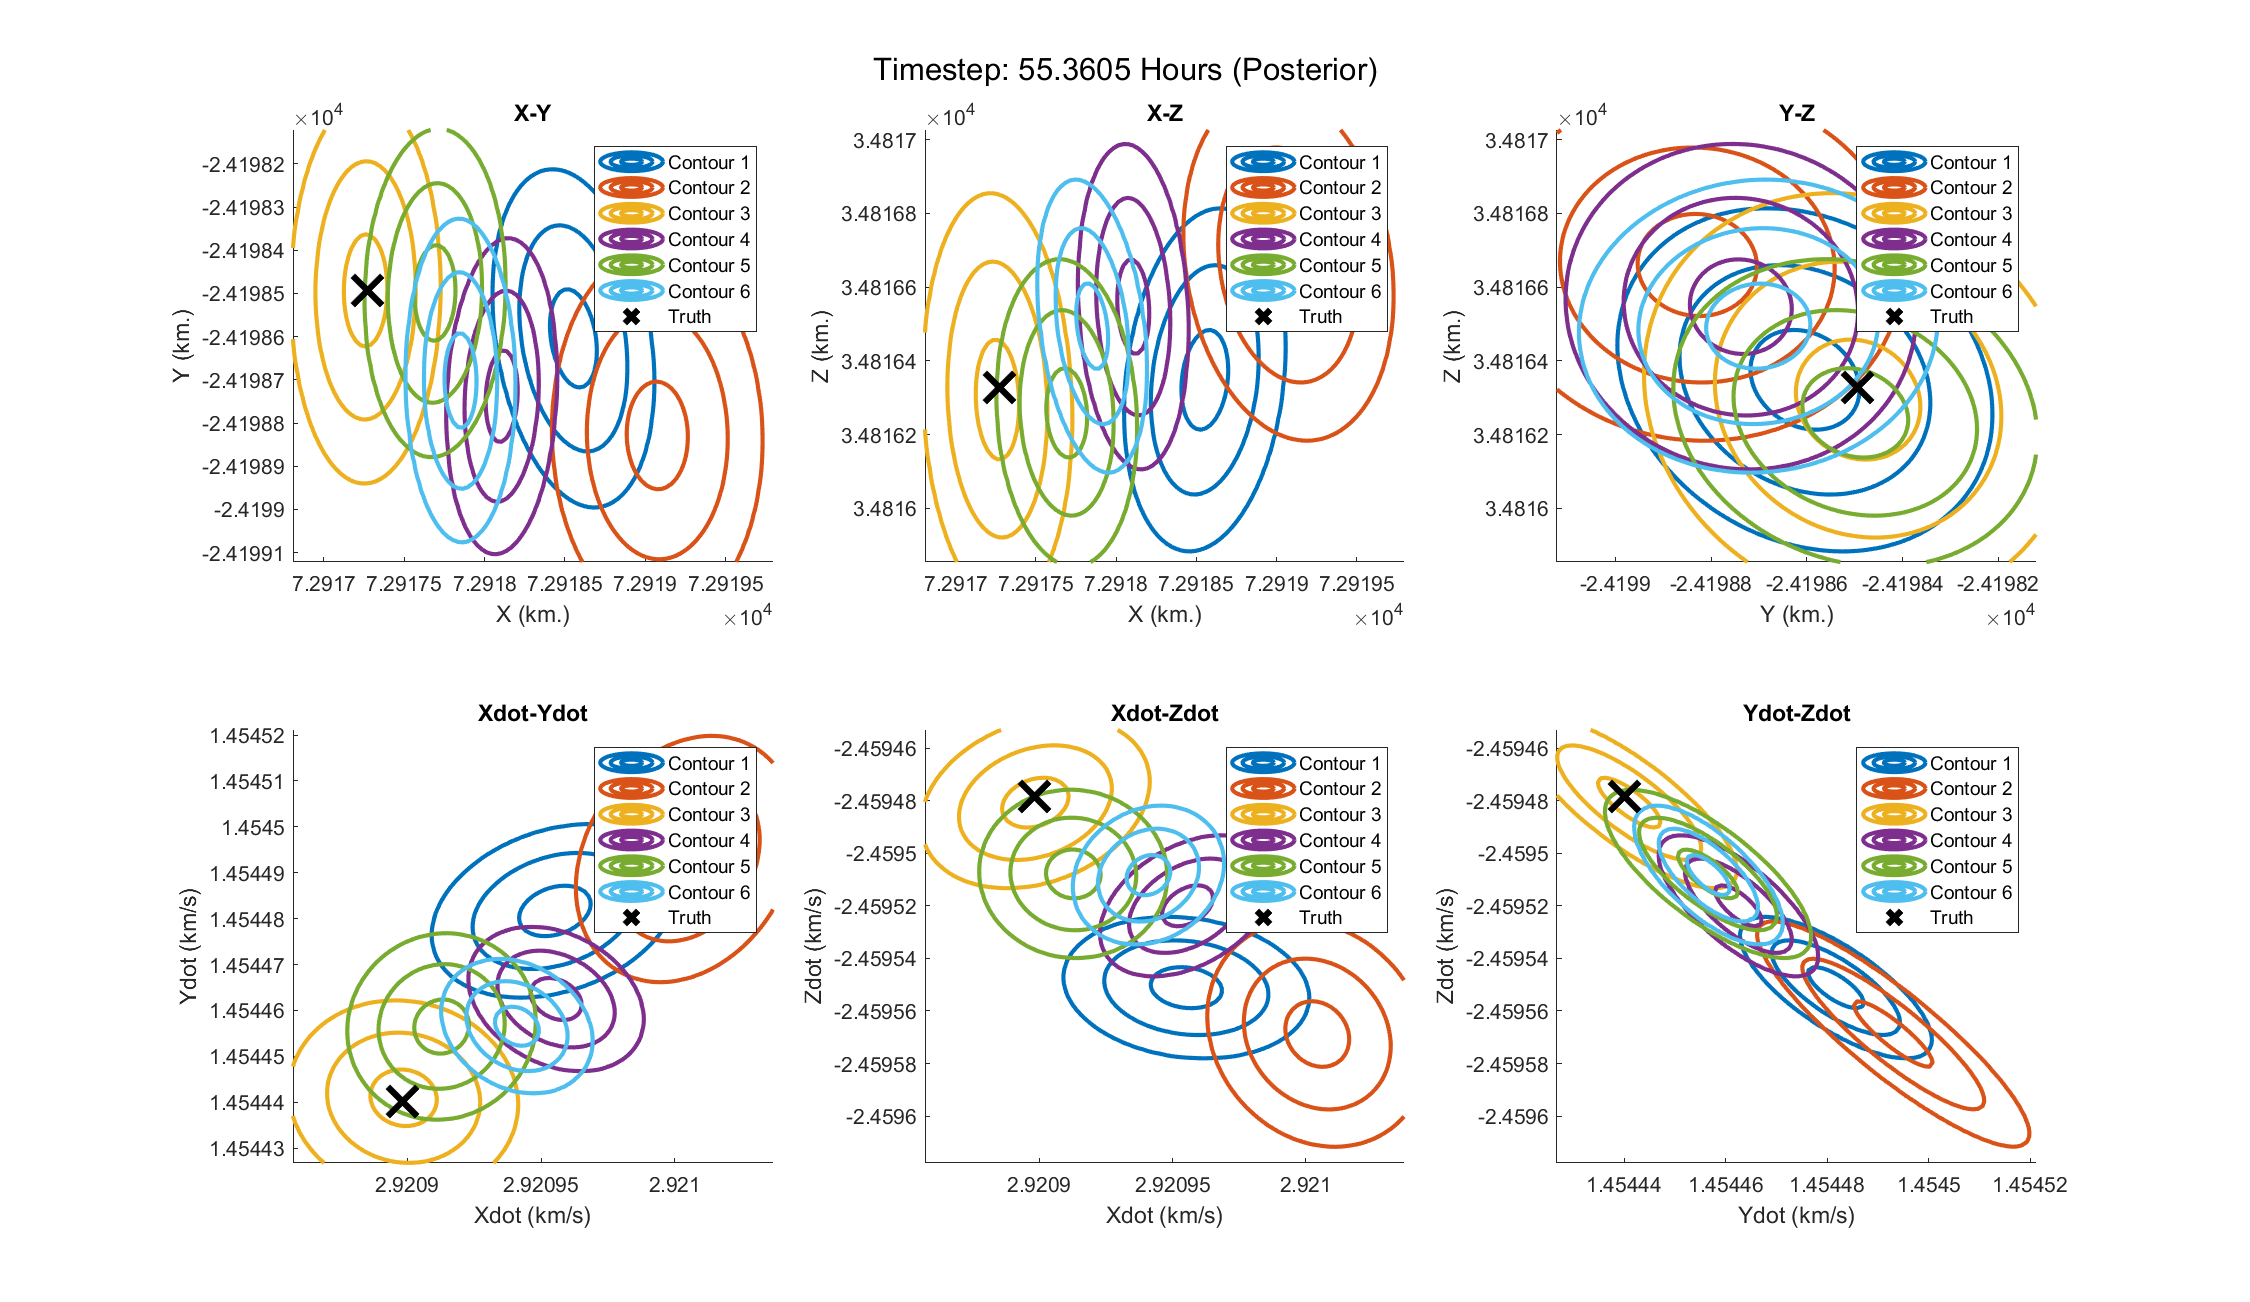 Timestep: 55.3605 Hours (Posterior)
X-Y
×10^4
-2.41982
-2.41983
-2.41984
-2.41985
-2.41986
-2.41987
-2.41988
-2.41989
-2.4199
-2.41991
Y (km.)
7.2917 7.29175 7.2918 7.29185 7.2919 7.29195
X (km.)
×10^4
Contour 1
Contour 2
Contour 3
Contour 4
Contour 5
Contour 6
Truth
X-Z
×10^4
3.4817
3.48168
3.48166
3.48164
3.48162
3.4816
Z (km.)
7.2917 7.29175 7.2918 7.29185 7.2919 7.29195
X (km.)
×10^4
Contour 1
Contour 2
Contour 3
Contour 4
Contour 5
Contour 6
Truth
Y-Z
×10^4
3.4817
3.48168
3.48166
3.48164
3.48162
3.4816
Z (km.)
-2.4199 -2.41988 -2.41986 -2.41984 -2.41982
Y (km.)
×10^4
Contour 1
Contour 2
Contour 3
Contour 4
Contour 5
Contour 6
Truth
Xdot-Ydot
1.45452
1.45451
1.4545
1.45449
1.45448
1.45447
1.45446
1.45445
1.45444
1.45443
Ydot (km/s)
2.9209 2.92095 2.921
Xdot (km/s)
Contour 1
Contour 2
Contour 3
Contour 4
Contour 5
Contour 6
Truth
Xdot-Zdot
-2.45946
-2.45948
-2.4595
-2.45952
-2.45954
-2.45956
-2.45958
-2.4596
Zdot (km/s)
2.9209 2.92095 2.921
Xdot (km/s)
Contour 1
Contour 2
Contour 3
Contour 4
Contour 5
Contour 6
Truth
Ydot-Zdot
-2.45946
-2.45948
-2.4595
-2.45952
-2.45954
-2.45956
-2.45958
-2.4596
Zdot (km/s)
1.45444 1.45446 1.45448 1.4545 1.45452
Ydot (km/s)
Contour 1
Contour 2
Contour 3
Contour 4
Contour 5
Contour 6
Truth